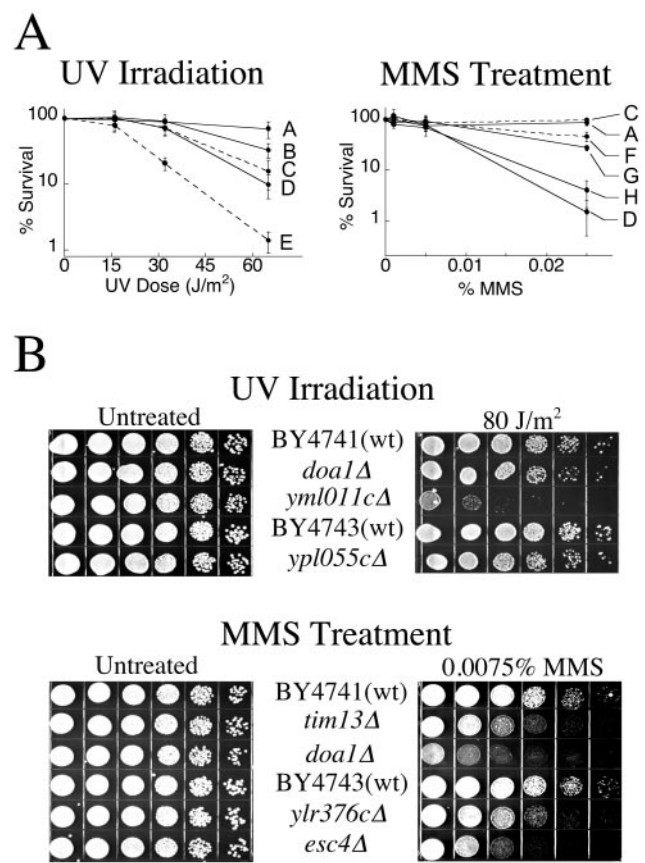 A
UV Irradiation
MMS Treatment
100
10
1
% Survival
A
B
C
D
E
0 15 30 45 60
UV Dose (J/m²)
100
10
1
% Survival
C
A
F
G
H
D
0 0.01 0.02
% MMS
B
UV Irradiation
Untreated
80 J/m²
BY4741(wt)
doa1Δ
yml011cΔ
BY4743(wt)
ypl055cΔ
MMS Treatment
Untreated
0.0075% MMS
BY4741(wt)
tim13Δ
doa1Δ
BY4743(wt)
ylr376cΔ
esc4Δ